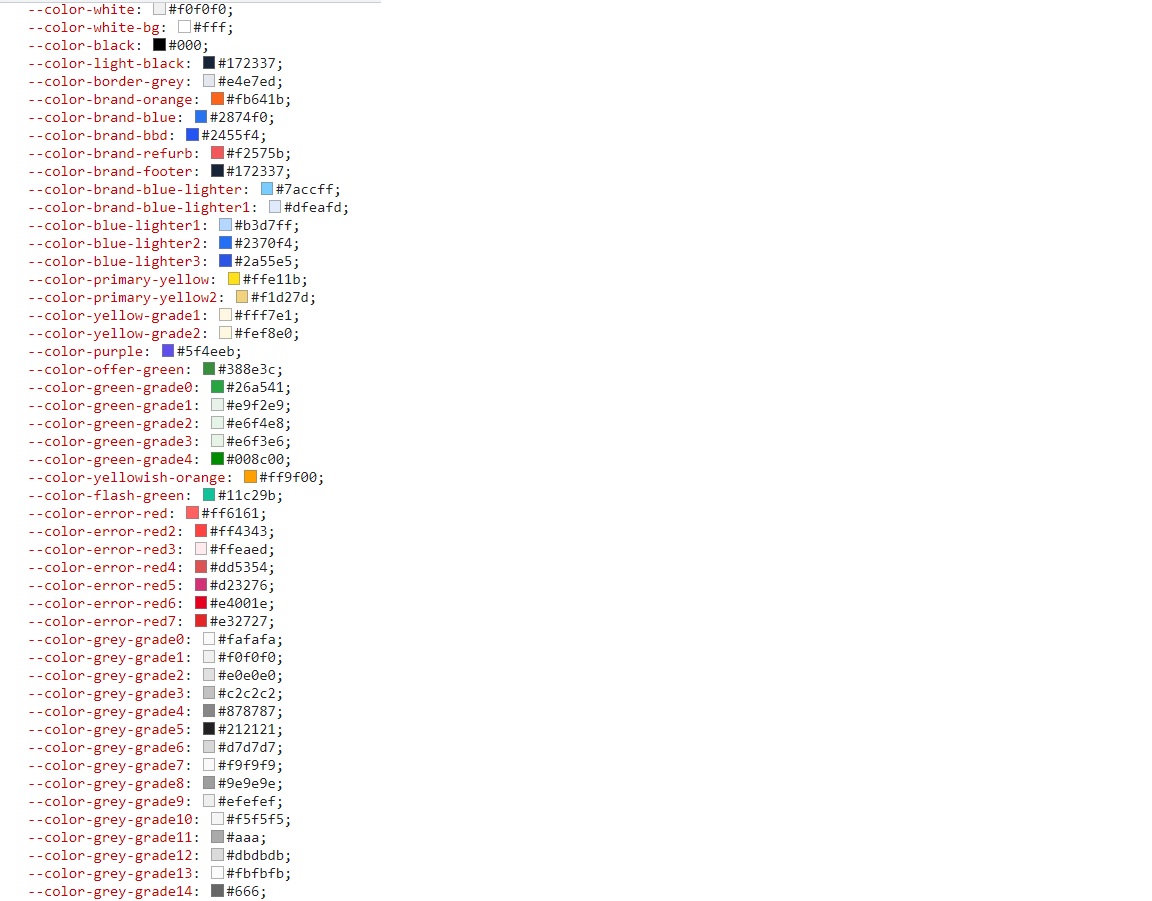 --color-white: #f0f0f0;
--color-white-bg: #fff;
--color-black: #000;
--color-light-black: #172337;
--color-border-grey: #e4e7ed;
--color-brand-orange: #fb641b;
--color-brand-blue: #2874f0;
--color-brand-bbd: #2455f4;
--color-brand-refurb: #f2575b;
--color-brand-footer: #172337;
--color-brand-blue-lighter: #7accff;
--color-brand-blue-lighter1: #dfeafd;
--color-blue-lighter1: #b3d7ff;
--color-blue-lighter2: #2370f4;
--color-blue-lighter3: #2a55e5;
--color-primary-yellow: #ffe11b;
--color-primary-yellow2: #f1d27d;
--color-yellow-grade1: #fff7e1;
--color-yellow-grade2: #fef8e0;
--color-purple: #5f4eeb;
--color-offer-green: #388e3c;
--color-green-grade0: #26a541;
--color-green-grade1: #e9f2e9;
--color-green-grade2: #e6f4e8;
--color-green-grade3: #e6f3e6;
--color-green-grade4: #008c00;
--color-yellowish-orange: #ff9f00;
--color-flash-green: #11c29b;
--color-error-red: #ff6161;
--color-error-red2: #ff4343;
--color-error-red3: #ffeaed;
--color-error-red4: #dd5354;
--color-error-red5: #d23276;
--color-error-red6: #e4001e;
--color-error-red7: #e32727;
--color-grey-grade0: #fafafa;
--color-grey-grade1: #f0f0f0;
--color-grey-grade2: #e0e0e0;
--color-grey-grade3: #c2c2c2;
--color-grey-grade4: #878787;
--color-grey-grade5: #212121;
--color-grey-grade6: #d7d7d7;
--color-grey-grade7: #f9f9f9;
--color-grey-grade8: #9e9e9e;
--color-grey-grade9: #efefef;
--color-grey-grade10: #f5f5f5;
--color-grey-grade11: #aaa;
--color-grey-grade12: #dbdbdb;
--color-grey-grade13: #fbfbfb;
--color-grey-grade14: #666;